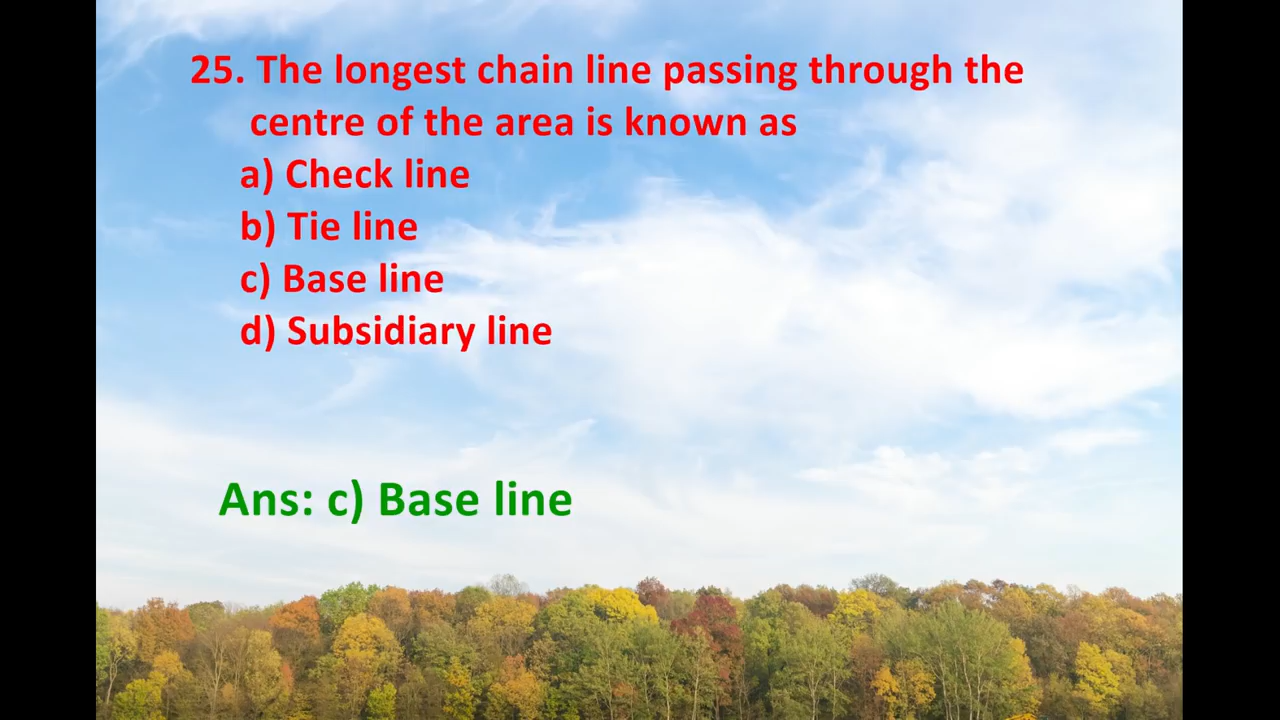 25. The longest chain line passing through the
centre of the area is known as
a) Check line
b) Tie line
c) Base line
d) Subsidiary line
Ans: c) Base line